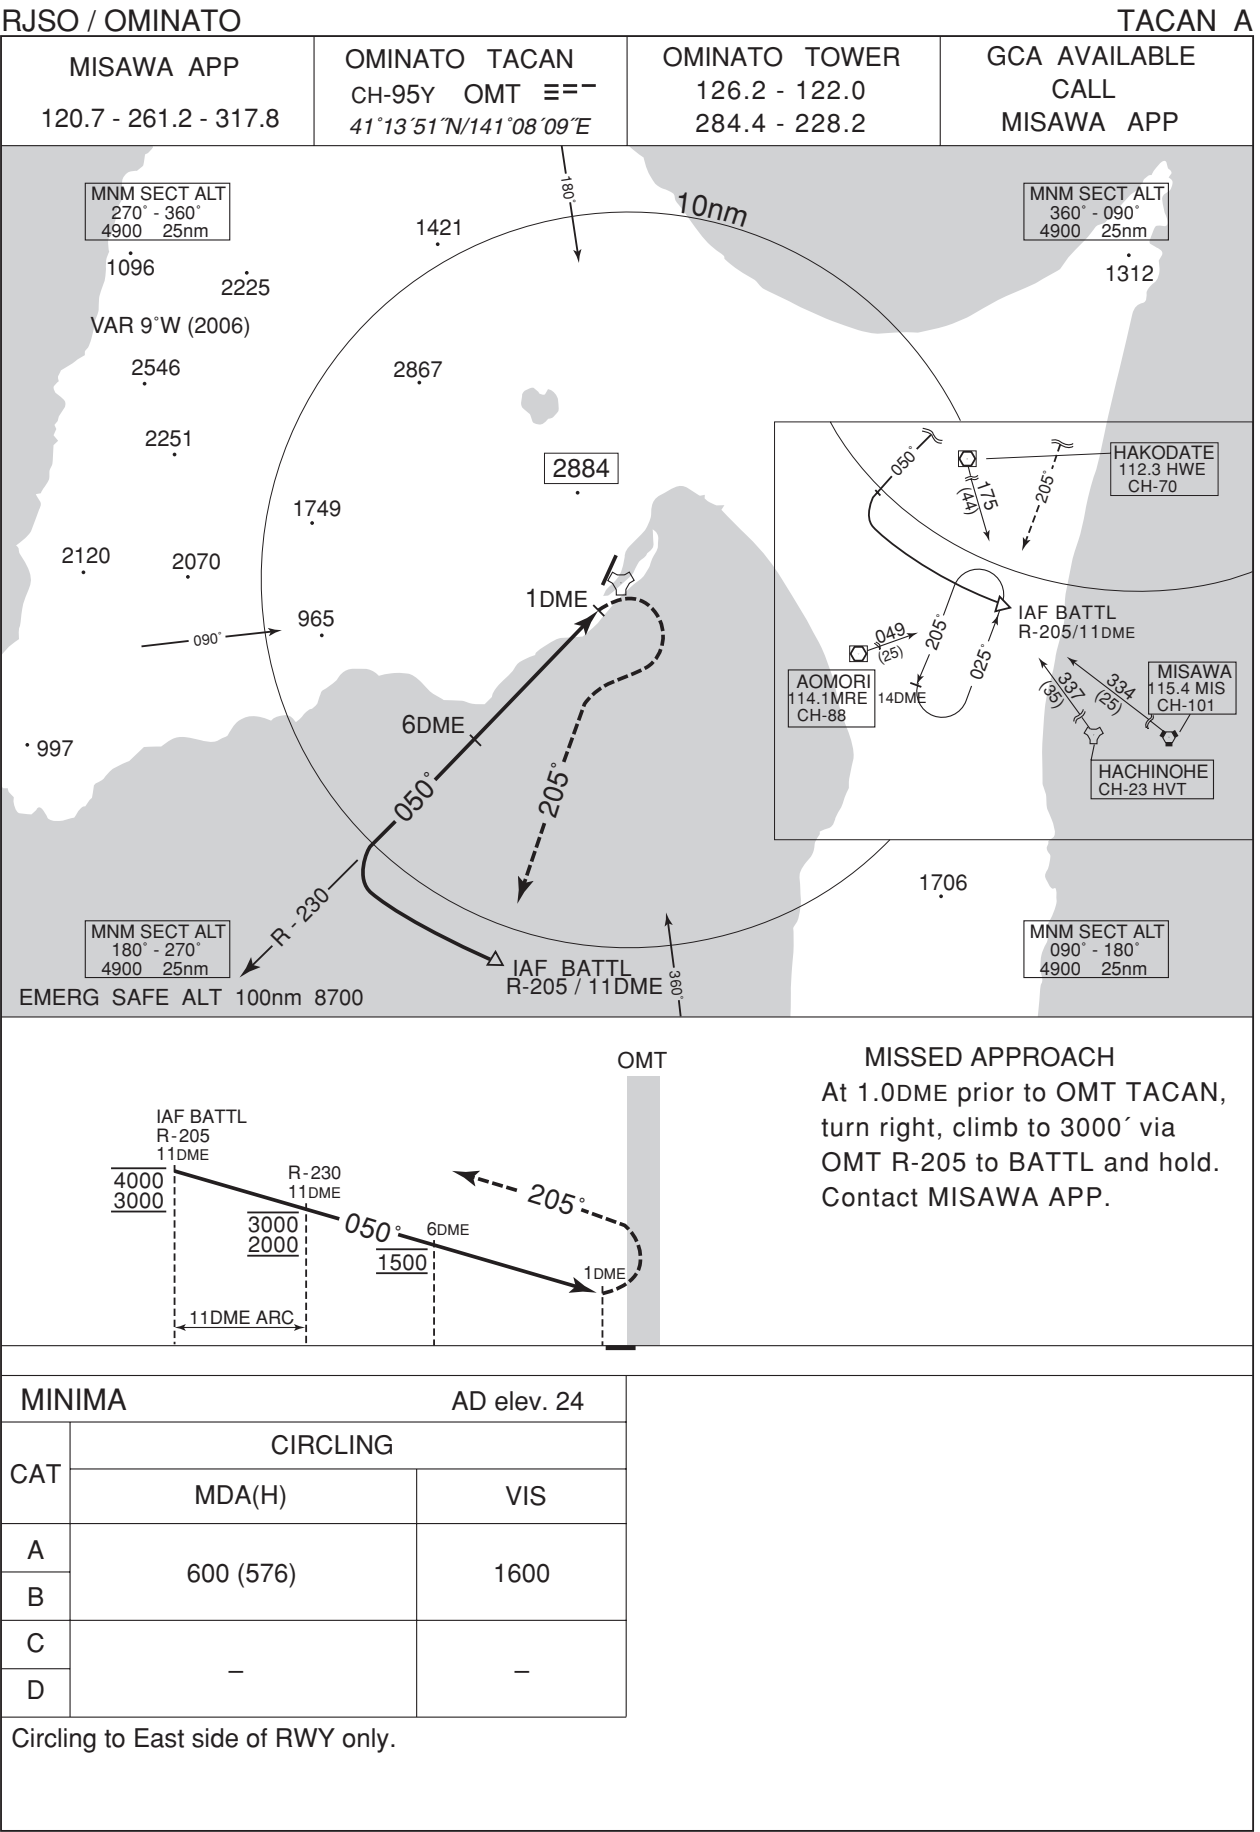 RJSO / OMINATO
TACAN A
MISAWA APP
120.7 - 261.2 - 317.8
OMINATO TACAN
CH-95Y OMT
41°13´51˝N/141°08´09˝E
OMINATO TOWER
126.2 - 122.0
284.4 - 228.2
GCA AVAILABLE
CALL
MISAWA APP
MNM SECT ALT
270° - 360°
4900 25nm
1096
2225
1421
180°
10nm
MNM SECT ALT
360° - 090°
4900 25nm
1312
VAR 9°W (2006)
2546
2867
2251
2884
1749
2120
2070
965
090°
997
1DME
6DME
050°
205°
R - 230
050°
175
(44)
205°
HAKODATE
112.3 HWE
CH-70
IAF BATTL
R-205/11DME
049
(25)
205°
025°
AOMORI
114.1MRE
CH-88
14DME
337
(35)
334
(25)
MISAWA
115.4 MIS
CH-101
HACHINOHE
CH-23 HVT
1706
MNM SECT ALT
180° - 270°
4900 25nm
EMERG SAFE ALT 100nm 8700
IAF BATTL
R-205 / 11DME
360°
MNM SECT ALT
090° - 180°
4900 25nm
OMT
IAF BATTL
R-205
11DME
4000
3000
R-230
11DME
3000
2000
050°
6DME
1500
205°
1DME
11DME ARC
MISSED APPROACH
At 1.0DME prior to OMT TACAN,
turn right, climb to 3000´ via
OMT R-205 to BATTL and hold.
Contact MISAWA APP.
MINIMA
AD elev. 24
CAT
CIRCLING
MDA(H)
VIS
A
B
600 (576)
1600
C
D
–
–
Circling to East side of RWY only.